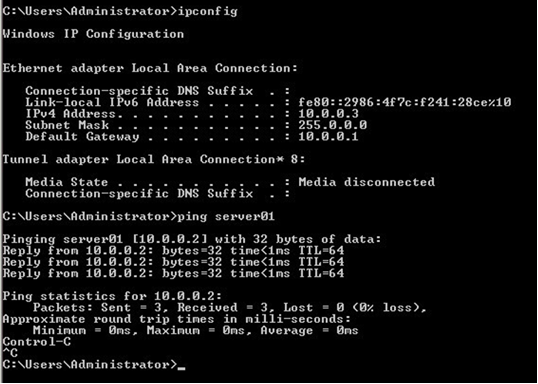 C:\Users\Administrator>ipconfig
Windows IP Configuration
Ethernet adapter Local Area Connection:
Connection-specific DNS Suffix  . :
Link-local IPv6 Address . . . . . : fe80::2986:4f7c:f241:28ce%10
IPv4 Address. . . . . . . . . . . : 10.0.0.3
Subnet Mask . . . . . . . . . . . : 255.0.0.0
Default Gateway . . . . . . . . . : 10.0.0.1
Tunnel adapter Local Area Connection* 8:
Media State . . . . . . . . . . . : Media disconnected
Connection-specific DNS Suffix  . :
C:\Users\Administrator>ping server01
Pinging server01 [10.0.0.2] with 32 bytes of data:
Reply from 10.0.0.2: bytes=32 time<1ms TTL=64
Reply from 10.0.0.2: bytes=32 time<1ms TTL=64
Reply from 10.0.0.2: bytes=32 time<1ms TTL=64
Ping statistics for 10.0.0.2:
Packets: Sent = 3, Received = 3, Lost = 0 (0% loss),
Approximate round trip times in milli-seconds:
Minimum = 0ms, Maximum = 0ms, Average = 0ms
Control-C
^C
C:\Users\Administrator>_